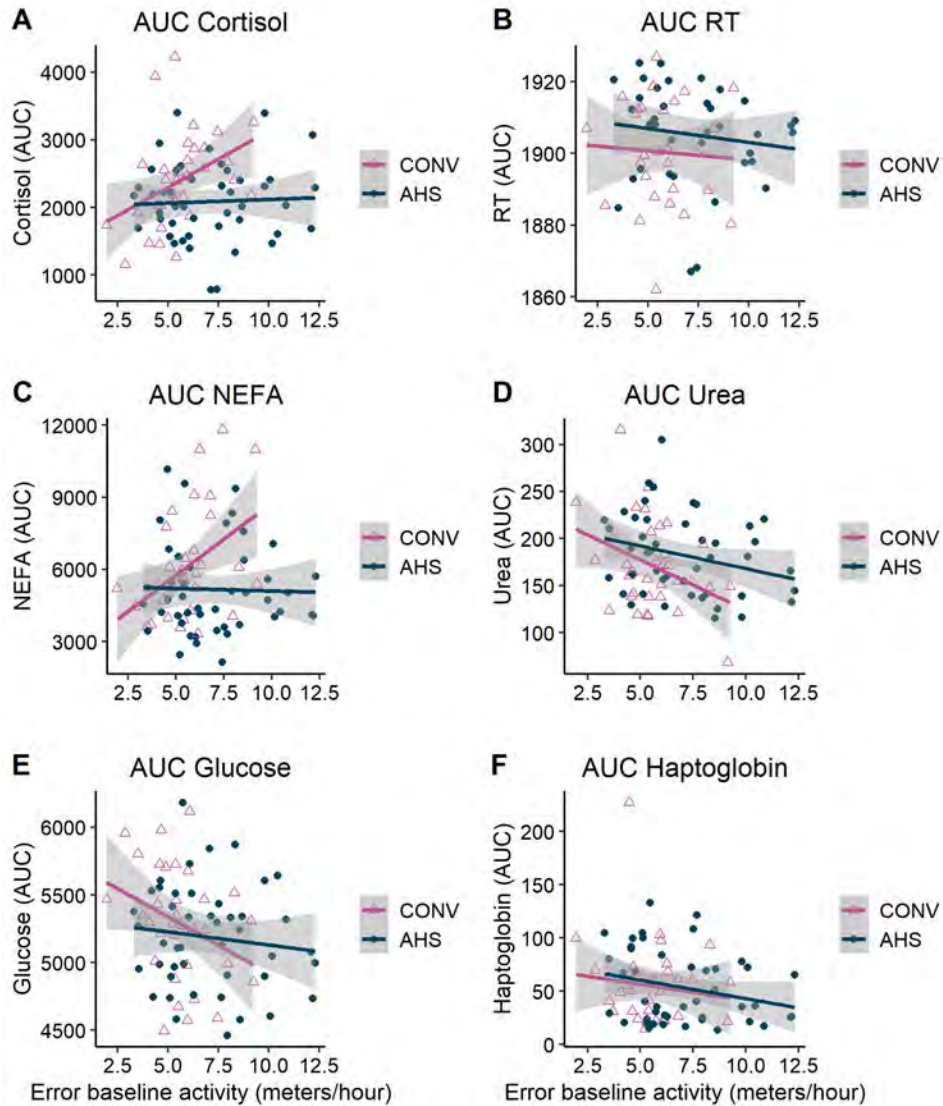 A
AUC Cortisol
Cortisol (AUC)
4000
3000
2000
1000
2.5 5.0 7.5 10.0 12.5
CONV
AHS
B
AUC RT
RT (AUC)
1920
1900
1880
1860
2.5 5.0 7.5 10.0 12.5
CONV
AHS
C
AUC NEFA
NEFA (AUC)
12000
9000
6000
3000
2.5 5.0 7.5 10.0 12.5
CONV
AHS
D
AUC Urea
Urea (AUC)
300
250
200
150
100
2.5 5.0 7.5 10.0 12.5
CONV
AHS
E
AUC Glucose
Glucose (AUC)
6000
5500
5000
4500
2.5 5.0 7.5 10.0 12.5
Error baseline activity (meters/hour)
CONV
AHS
F
AUC Haptoglobin
Haptoglobin (AUC)
200
150
100
50
0
2.5 5.0 7.5 10.0 12.5
Error baseline activity (meters/hour)
CONV
AHS